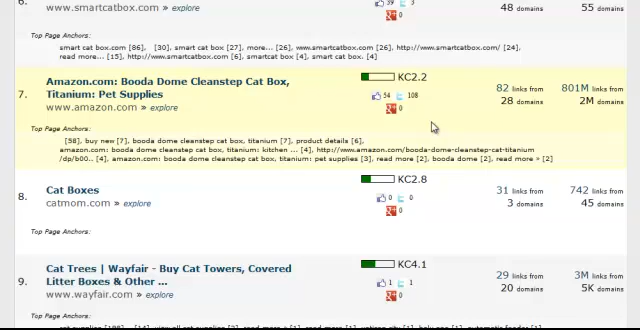 6.
www.smartcatbox.com » explore
39 3
0
48 domains
55 domains
Top Page Anchors:
smart cat box.com [86], [30], smart cat box [27], more... [26], www.smartcatbox.com [26], http://www.smartcatbox.com/ [24],
read more... [15], http://www.smartcatbox.com [6], smartcatbox [4], smart cat box. [4]
7.
Amazon.com: Booda Dome Cleanstep Cat Box,
Titanium: Pet Supplies
www.amazon.com » explore
KC2.2
54 108
0
82 links from
28 domains
801M links from
2M domains
Top Page Anchors:
[58], buy new [7], booda dome cleanstep cat box, titanium [7], product details [6],
amazon.com: booda dome cleanstep cat box, titanium: kitchen ... [4], http://www.amazon.com/booda-dome-cleanstep-cat-titanium
/dp/b00.. [4], amazon.com: booda dome cleanstep cat box, titanium: pet supplies [3], read more [2], booda dome [2], read more > [2]
8.
Cat Boxes
catmom.com » explore
KC2.8
0 0
0
31 links from
3 domains
742 links from
45 domains
Top Page Anchors:
9.
Cat Trees | Wayfair - Buy Cat Towers, Covered
Litter Boxes & Other ...
www.wayfair.com » explore
KC4.1
1 1
0
29 links from
20 domains
3M links from
5K domains
Top Page Anchors: